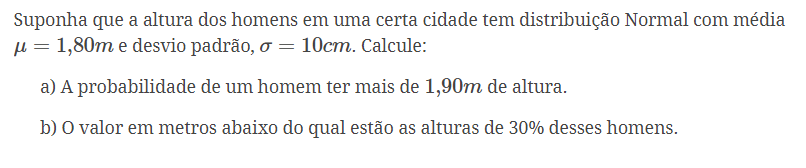 Suponha que a altura dos homens em uma certa cidade tem distribuição Normal com média
μ = 1,80m e desvio padrão, σ = 10cm. Calcule:
a) A probabilidade de um homem ter mais de 1,90m de altura.
b) O valor em metros abaixo do qual estão as alturas de 30% desses homens.